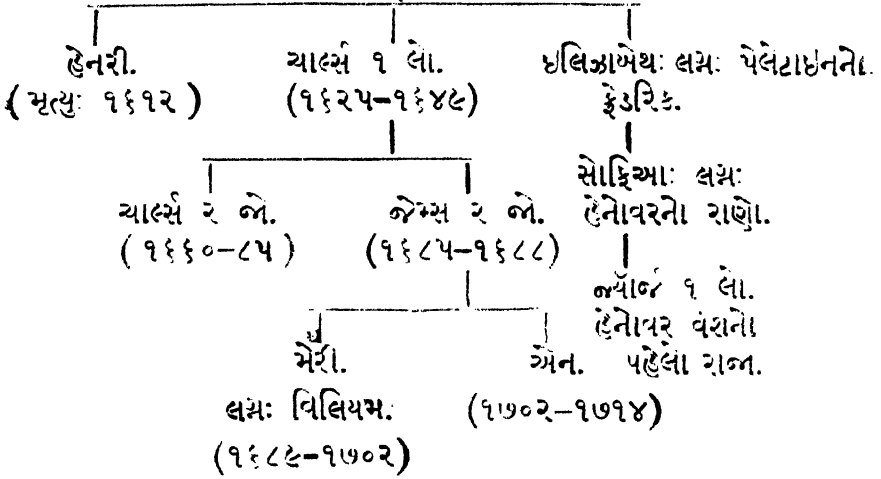 હેનરી.
(મૃત્યુઃ ૧૬૧૨)
ચાર્લ્સ ૧ લો.
(૧૬૨૫-૧૬૪૯)
ઇલિઝાબેથઃ લગ્નઃ પેલેટાઇનનો
ફ્રેડરિક.
ચાર્લ્સ ૨ જો.
(૧૬૬૦-૮૫)
જેમ્સ ૨ જો.
(૧૬૮૫-૧૬૮૮)
સોફિઆઃ લગ્નઃ
હેનોવરનો રાણો.
જ્યૉર્જ ૧ લો.
હેનોવર વંશનો
પહેલો રાજા.
મેરી.
લગ્નઃ વિલિયમ.
(૧૬૮૯-૧૭૦૨)
ઍન.
(૧૭૦૨-૧૭૧૪)